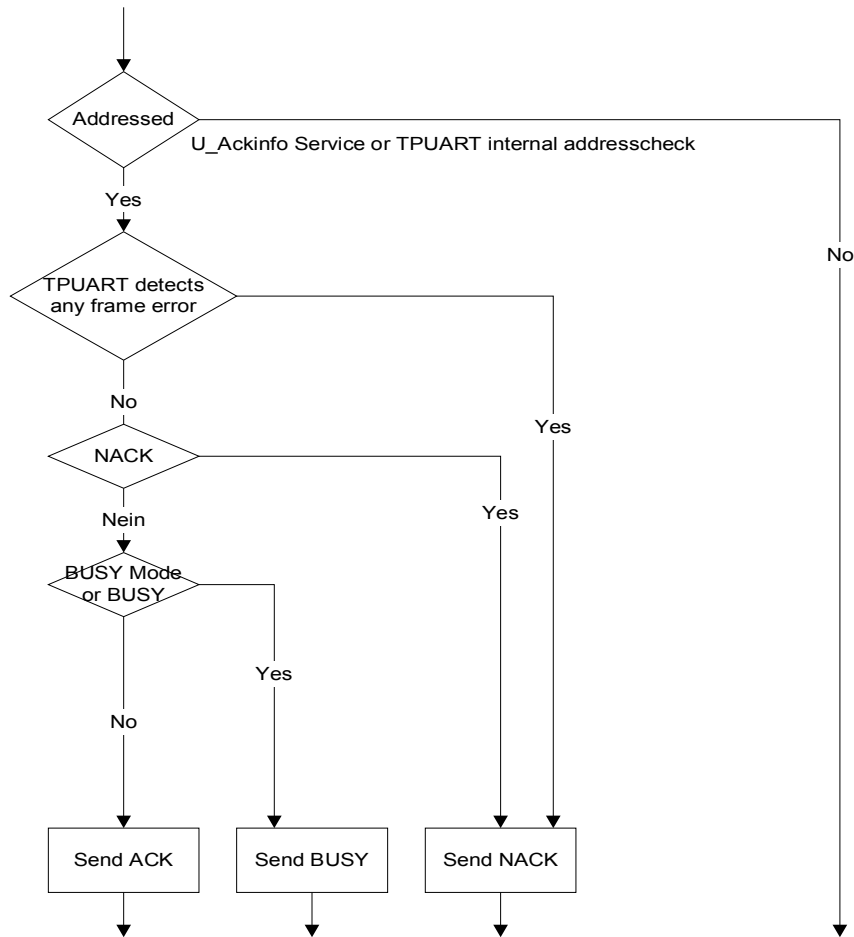 Addressed
U_Ackinfo Service or TPUART internal addresscheck
Yes
No
TPUART detects
any frame error
No
Yes
NACK
Yes
Nein
BUSY Mode
or BUSY
Yes
No
Send ACK
Send BUSY
Send NACK